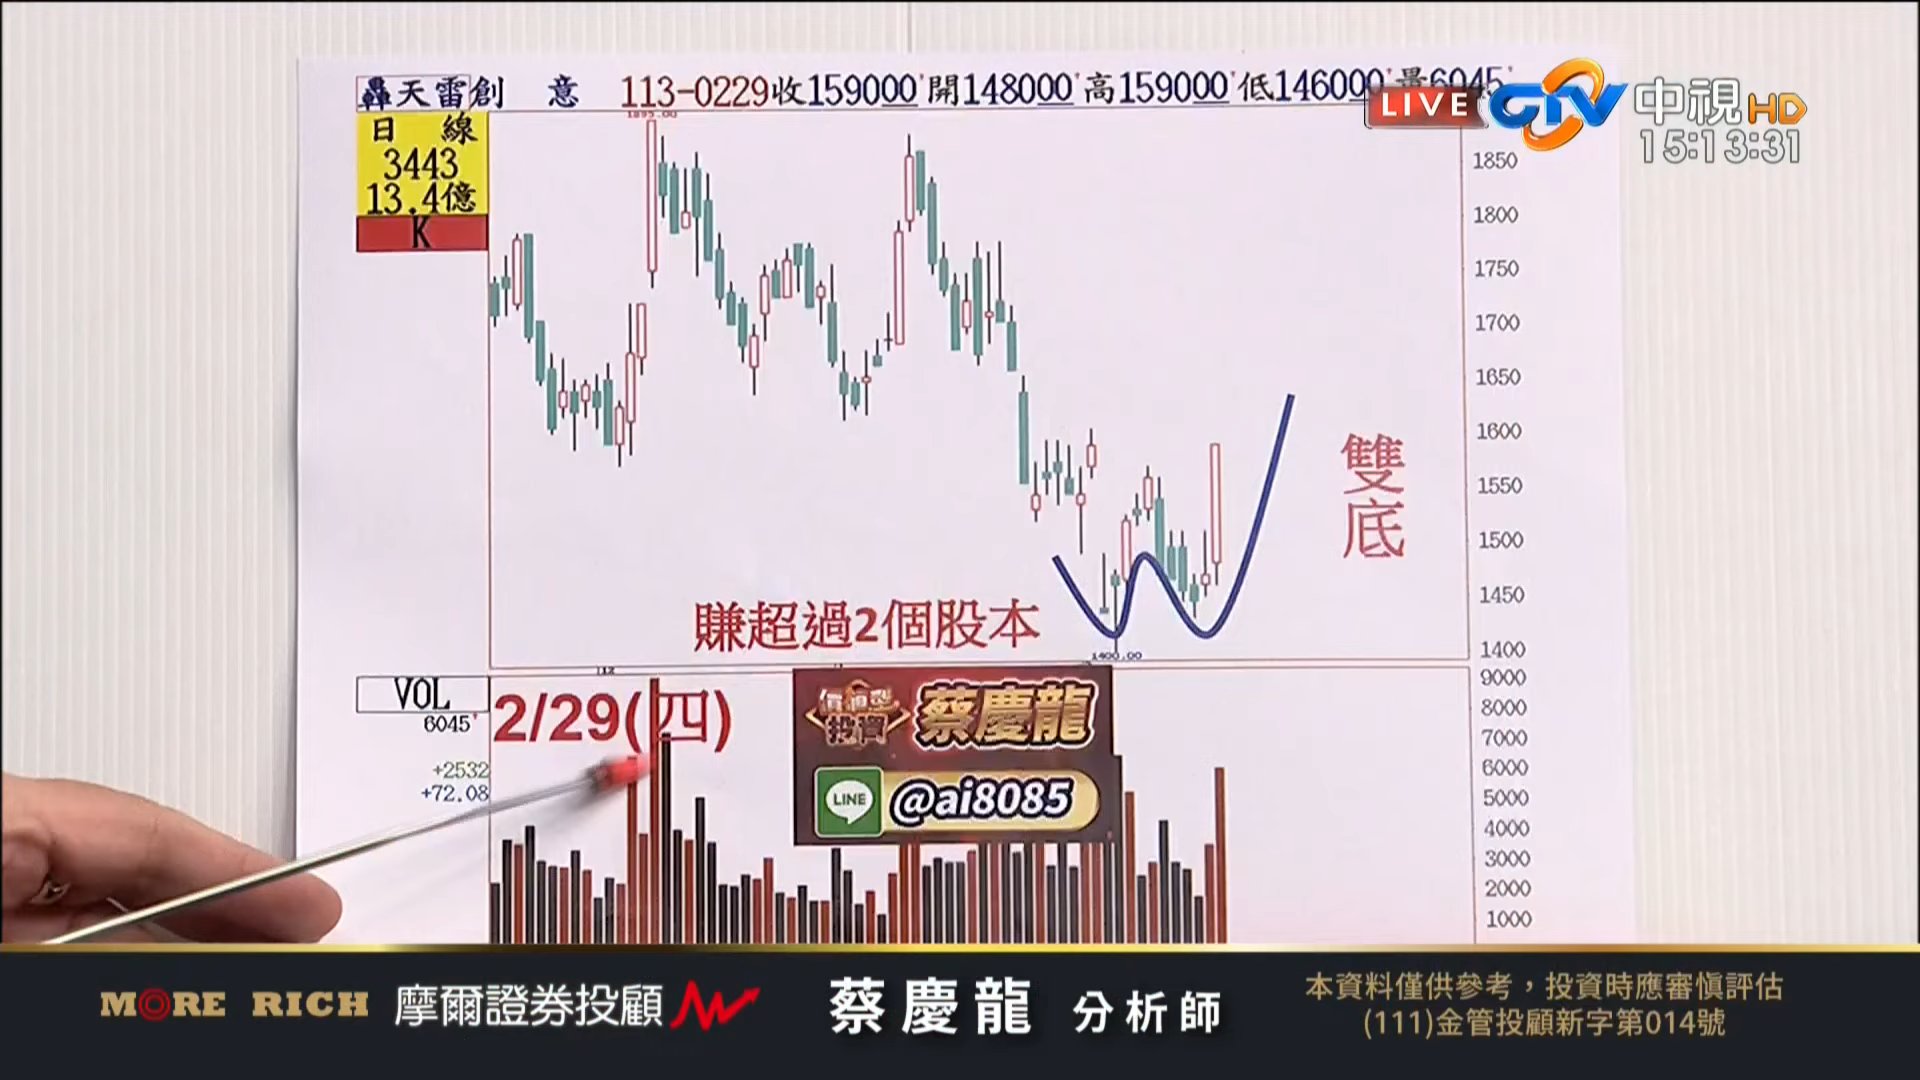 轟天雷創 意 113-0229收159000'開148000'高159000'低146000'量6045'
LIVE CTV 中視HD
15:13:31
日 線
3443
13.4億
K
1895.00
1850
1800
1750
1700
1650
1600
1550
1500
1450
1400
雙底
賺超過2個股本
1400.00
12
VOL
6045'
+2532
+72.08
2/29(四)
價值型投資 蔡慶龍
LINE @ai8085
9000
8000
7000
6000
5000
4000
3000
2000
1000
MORE RICH 摩爾證券投顧
蔡慶龍 分析師
本資料僅供參考，投資時應審慎評估
(111)金管投顧新字第014號